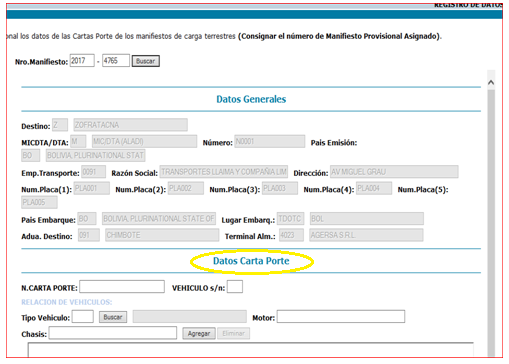 REGISTRO DE DATOS
onal los datos de las Cartas Porte de los manifiestos de carga terrestres (Consignar el número de Manifiesto Provisional Asignado).
Nro.Manifiesto: 2017 - 4765 Buscar
Datos Generales
Destino: Z ZOFRATACNA
MICDTA/DTA: M MIC/DTA (ALADI) Número: N0001 Pais Emisión:
BO BOLIVIA, PLURINATIONAL STAT
Emp.Transporte: 0091 Razón Social: TRANSPORTES LLAIMA Y COMPAÑIA LIM Dirección: AV MIGUEL GRAU
Num.Placa(1): PLA001 Num.Placa(2): PLA002 Num.Placa(3): PLA003 Num.Placa(4): PLA004 Num.Placa(5):
PLA005
Pais Embarque: BO BOLIVIA, PLURINATIONAL STATE OF Lugar Embarq.: TDOTC BOL
Adua. Destino: 091 CHIMBOTE Terminal Alm.: 4023 AGERSA S.R.L.
Datos Carta Porte
N.CARTA PORTE: VEHICULO s/n:
RELACION DE VEHICULOS:
Tipo Vehiculo: Buscar Motor:
Chasis: Agregar Eliminar